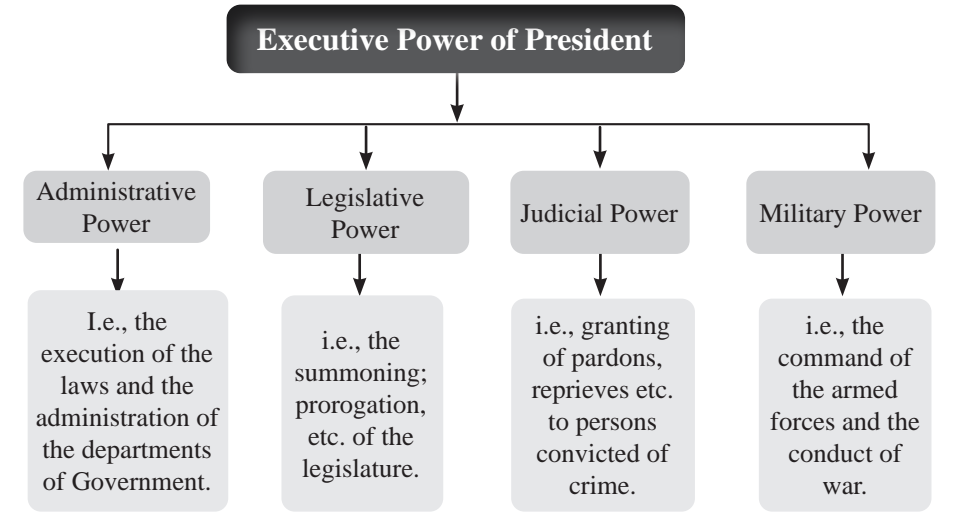 Executive Power of President
Administrative
Power
Legislative
Power
Judicial Power
Military Power
I.e., the
execution of the
laws and the
administration of
the departments
of Government.
i.e., the
summoning;
prorogation,
etc. of the
legislature.
i.e., granting
of pardons,
reprieves etc.
to persons
convicted of
crime.
i.e., the
command of
the armed
forces and the
conduct of
war.